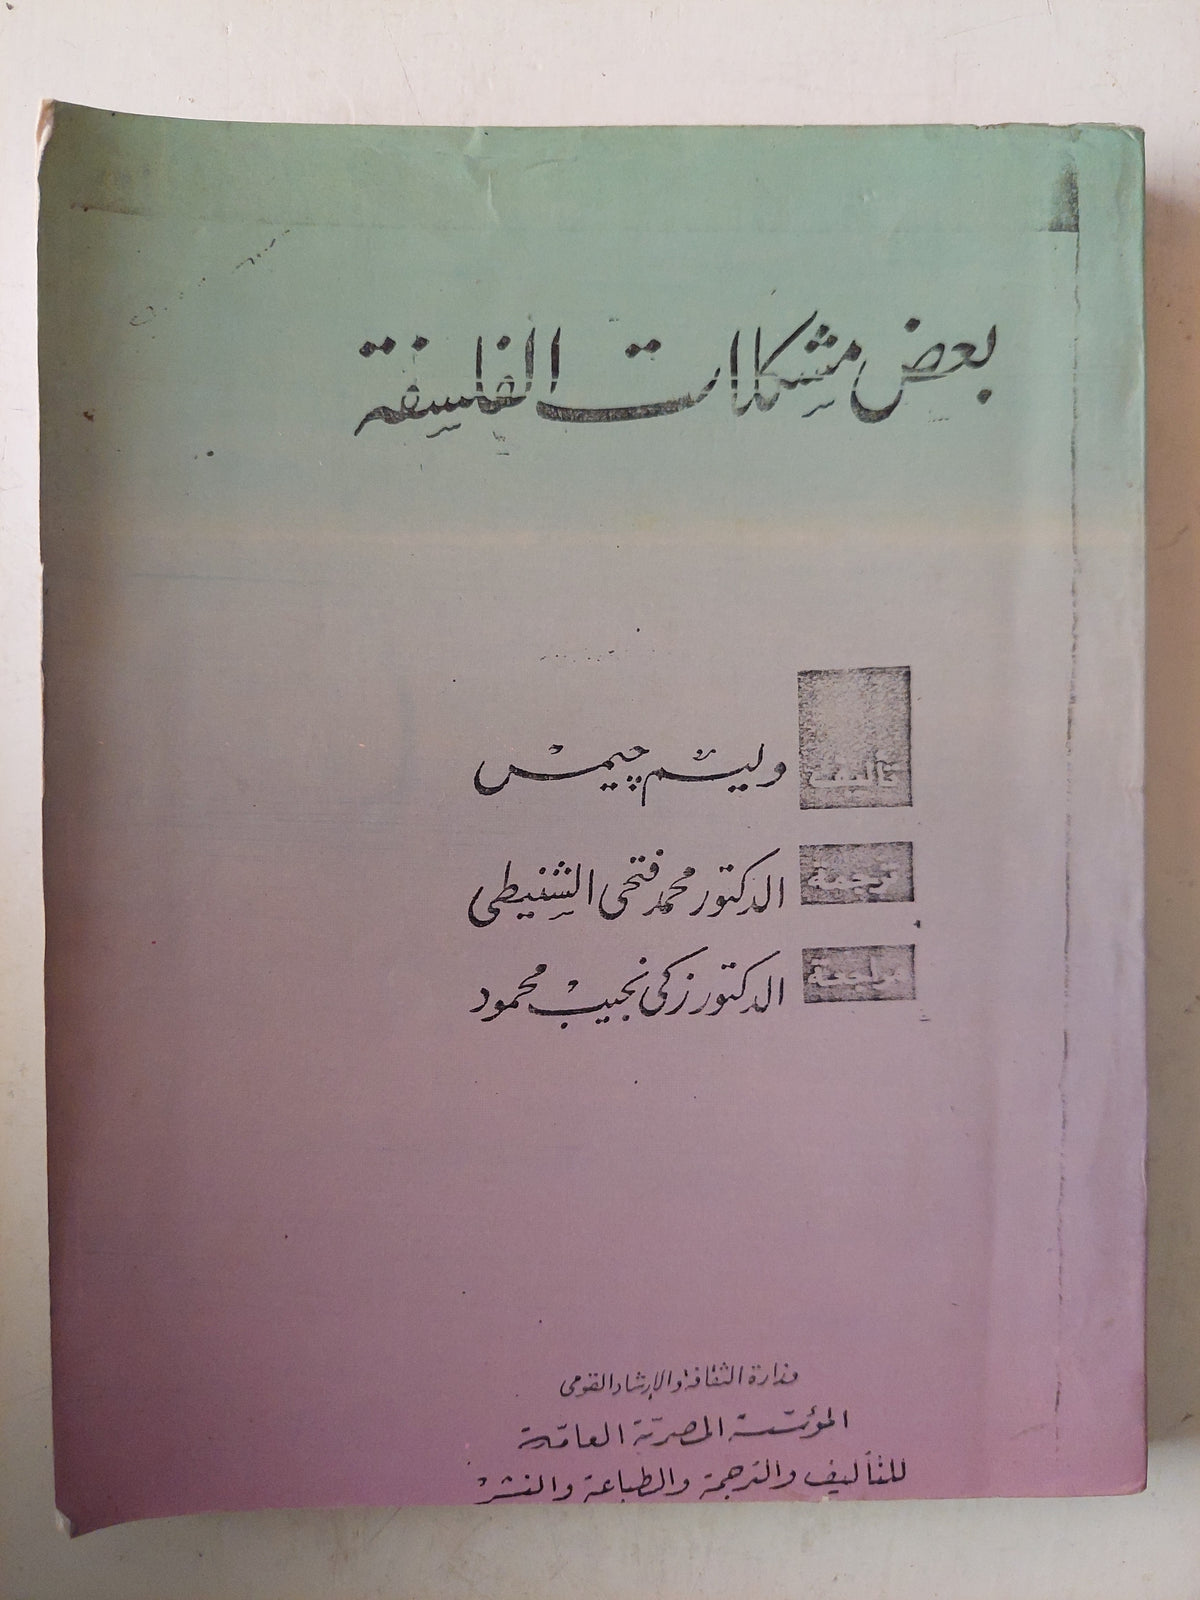 بعض مشكلات الفلسفة
تأليف
وليم چيمس
ترجمة
الدكتور محمد فتحى الشنيطى
مراجعة
الدكتور زكى نجيب محمود
وزارة الثقافة والإرشاد القومى
المؤسسة المصرية العامة
للتأليف والترجمة والطباعة والنشر